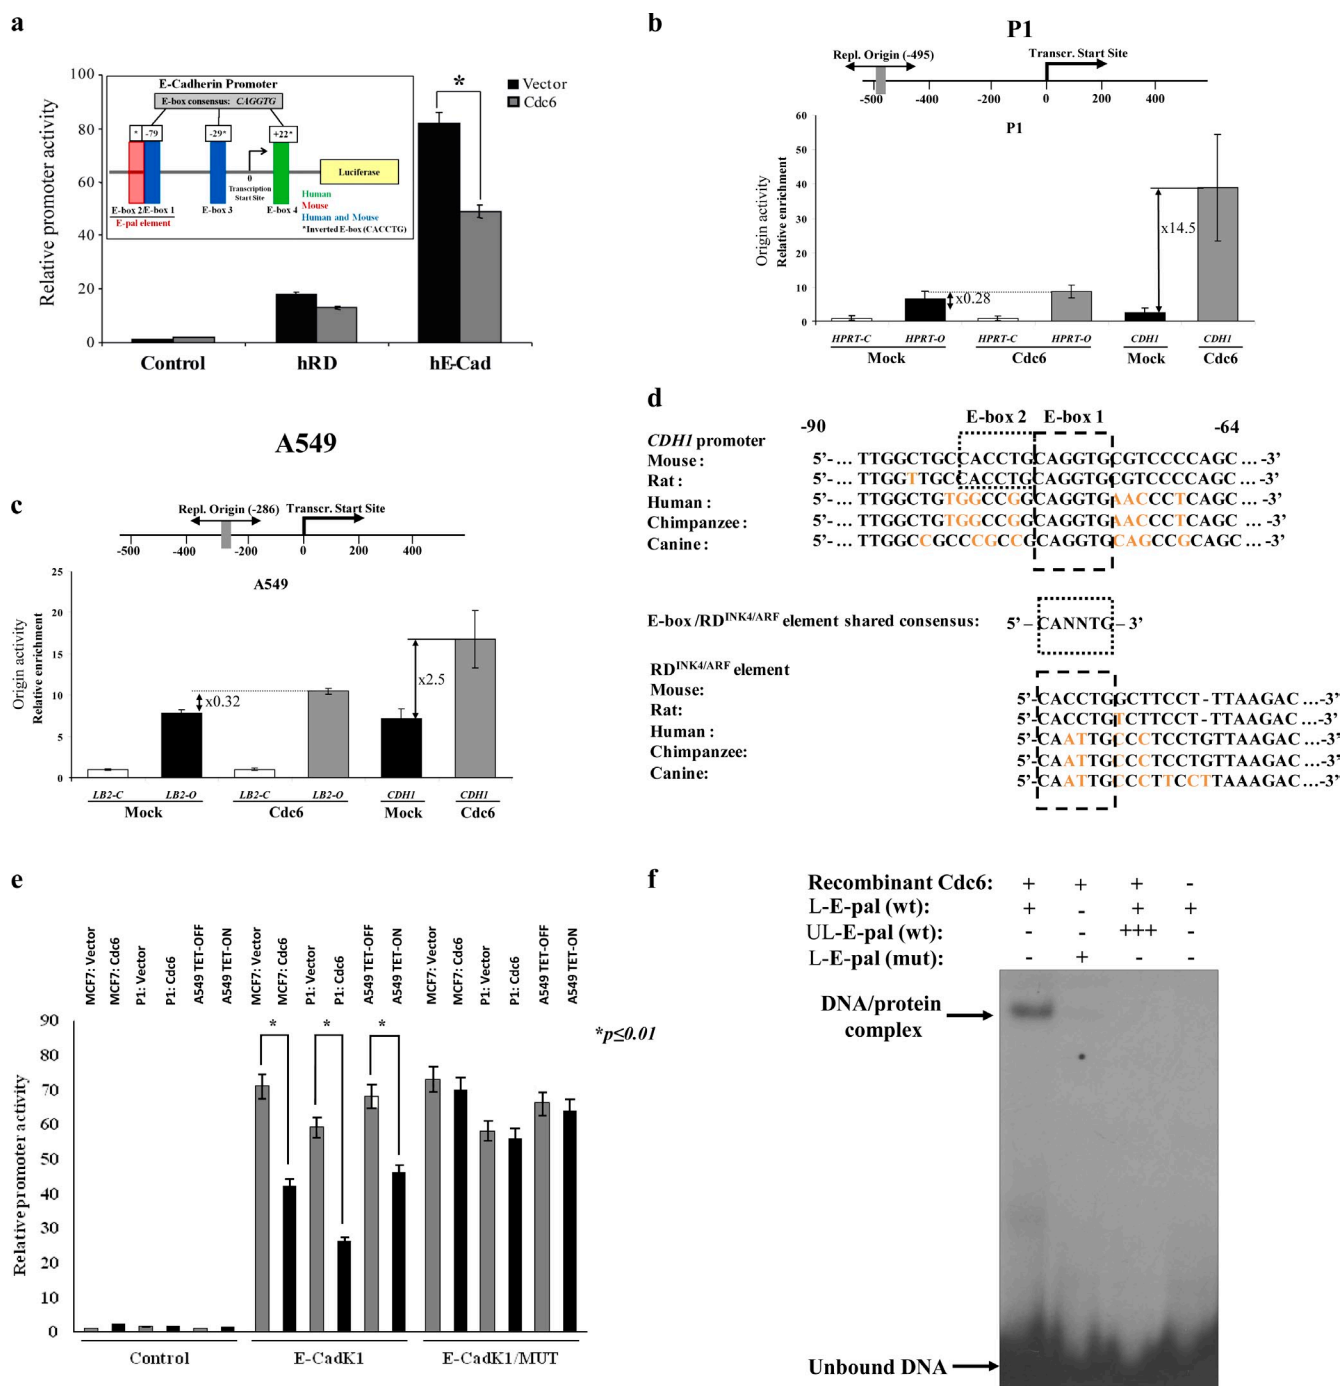 a
100
80
60
40
20
0
Relative promoter activity
E-Cadherin Promoter
E-box consensus: CAGGTG
* -79
-29*
+22*
0
Transcription
Start Site
Luciferase
E-box 2/E-box 1
E-pal element
E-box 3
E-box 4
Human
Mouse
Human and Mouse
*Inverted E-box (CACCTG)
*
Vector
Cdc6
Control hRD hE-Cad
b
P1
Repl. Origin (-495)
Transcr. Start Site
-500 -400 -200 0 200 400
P1
60
50
40
30
20
10
0
Origin activity
Relative enrichment
x0.28
x14.5
HPRT-C HPRT-O HPRT-C HPRT-O CDH1 CDH1
Mock Cdc6 Mock Cdc6
A549
c
Repl. Origin (-286)
Transcr. Start Site
-500 -400 -200 0 200 400
A549
25
20
15
10
5
0
Origin activity
Relative enrichment
x0.32
x2.5
LB2-C LB2-O LB2-C LB2-O CDH1 CDH1
Mock Cdc6 Mock Cdc6
d
E-box 2 E-box 1
-90 -64
CDH1 promoter
Mouse: 5’-... TTGGCTGCCACCTGCAGGTGCGTCCCCAGC ...-3’
Rat: 5’-... TTGGTTGCCACCTGCAGGTGCGTCCCCAGC ...-3’
Human: 5’-... TTGGCTGTGGCCGGCAGGTGAACCCTCAGC ...-3’
Chimpanzee: 5’-... TTGGCTGTGGCCGGCAGGTGAACCCTCAGC ...-3’
Canine: 5’-... TTGGCCGCCCGCCGCAGGTGCAGCCGCAGC ...-3’
E-box /RD^INK4/ARF element shared consensus: 5’–CANNTG–3’
RD^INK4/ARF element
Mouse: 5’-CACCTGGCTTCCT-TTAAGAC...-3’
Rat: 5’-CACCTGTCTTCCT-TTAAGAC...-3’
Human: 5’-CAATTGCCCTCCTGTTAAGAC...-3’
Chimpanzee: 5’-CAATTGCCCTCCTGTTAAGAC...-3’
Canine: 5’-CAATTGCCCTTCCTTAAAGAC...-3’
e
MCF7: Vector
MCF7: Cdc6
P1: Vector
P1: Cdc6
A549 TET-OFF
A549 TET-ON
MCF7: Vector
MCF7: Cdc6
P1: Vector
P1: Cdc6
A549 TET-OFF
A549 TET-ON
MCF7: Vector
MCF7: Cdc6
P1: Vector
P1: Cdc6
A549 TET-OFF
A549 TET-ON
90
80
70
60
50
40
30
20
10
0
Relative promoter activity
* * *
*p≤0.01
Control E-CadK1 E-CadK1/MUT
f
Recombinant Cdc6: + + + -
L-E-pal (wt): + - + +
UL-E-pal (wt): - - +++ -
L-E-pal (mut): - + - -
DNA/protein
complex
Unbound DNA